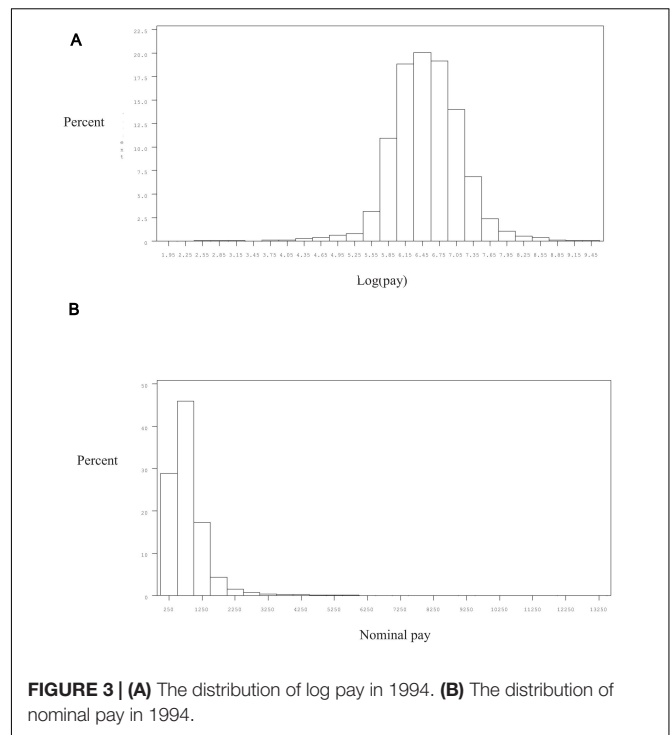 A
22.5
20.0
17.5
15.0
12.5
10.0
7.5
5.0
2.5
0
Percent
1.95 2.25 2.55 2.85 3.15 3.45 3.75 4.05 4.35 4.65 4.95 5.25 5.55 5.85 6.15 6.45 6.75 7.05 7.35 7.65 7.95 8.25 8.55 8.85 9.15 9.45
Log(pay)
B
50
40
30
20
10
0
Percent
250 1250 2250 3250 4250 5250 6250 7250 8250 9250 10250 11250 12250 13250
Nominal pay
FIGURE 3 | (A) The distribution of log pay in 1994. (B) The distribution of
nominal pay in 1994.